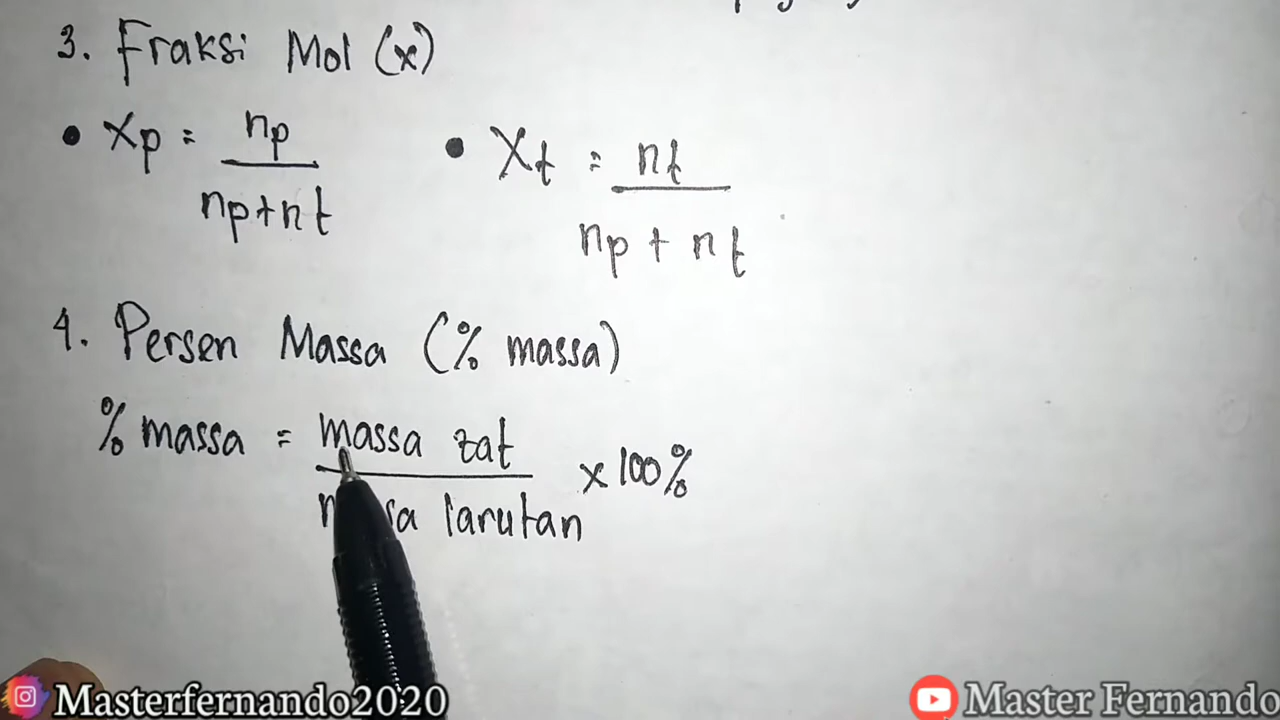 3. Fraksi Mol (x)
• Xp = np / np+nt
• Xt = nt / np + nt
4. Persen Massa (% massa)
% massa = massa zat / massa larutan x 100%
Masterfernando2020
Master Fernando